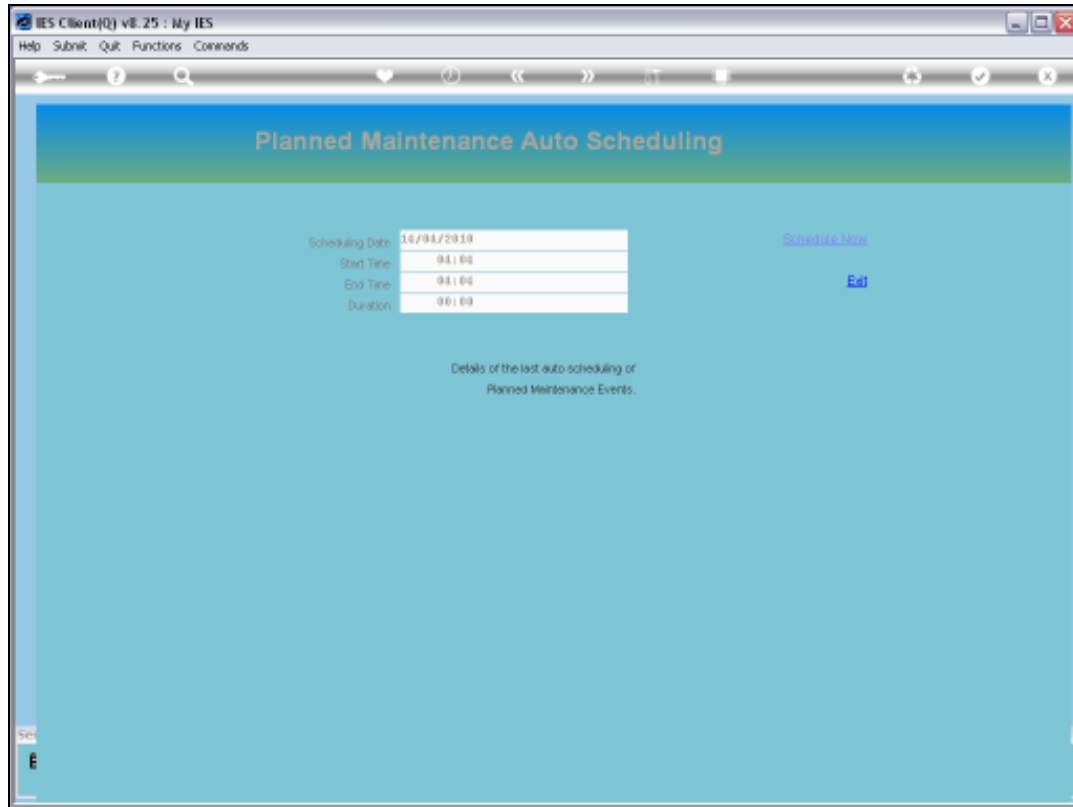 IES Client(Q) v8.25 : My IES
Help Submit Quit Functions Commands
Planned Maintenance Auto Scheduling
Scheduling Date 14/04/2010 Schedule Now
Start Time 04:04
End Time 04:04 Exit
Duration 00:00
Details of the last auto scheduling of
Planned Maintenance Events.